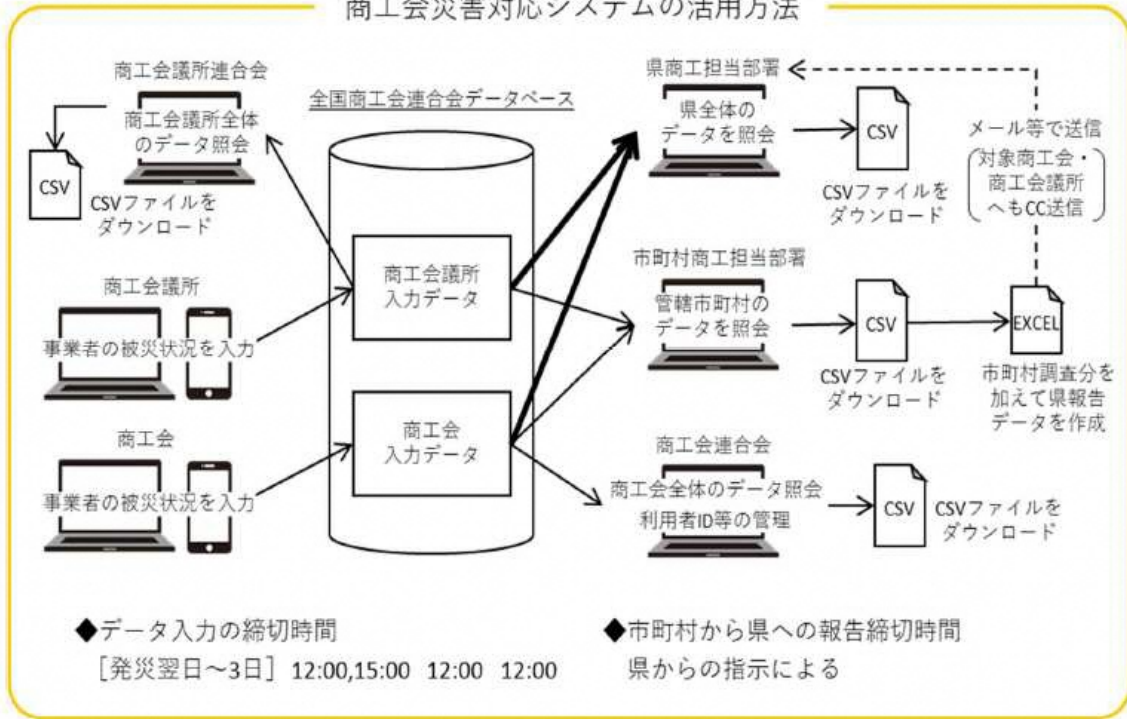 商工会災害対応システムの活用方法
商工会議所連合会
商工会議所全体
のデータ照会
CSV
CSVファイルを
ダウンロード
商工会議所
事業者の被災状況を入力
商工会
事業者の被災状況を入力
全国商工会連合会データベース
商工会議所
入力データ
商工会
入力データ
県商工担当部署
県全体の
データを照会
CSV
CSVファイルを
ダウンロード
メール等で送信
対象商工会・
商工会議所
へもCC送信
市町村商工担当部署
管轄市町村の
データを照会
CSV
CSVファイルを
ダウンロード
EXCEL
市町村調査分を
加えて県報告
データを作成
商工会連合会
商工会全体のデータ照会
利用者ID等の管理
CSV
CSVファイルを
ダウンロード
◆データ入力の締切時間
［発災翌日～3日］ 12:00,15:00 12:00 12:00
◆市町村から県への報告締切時間
県からの指示による